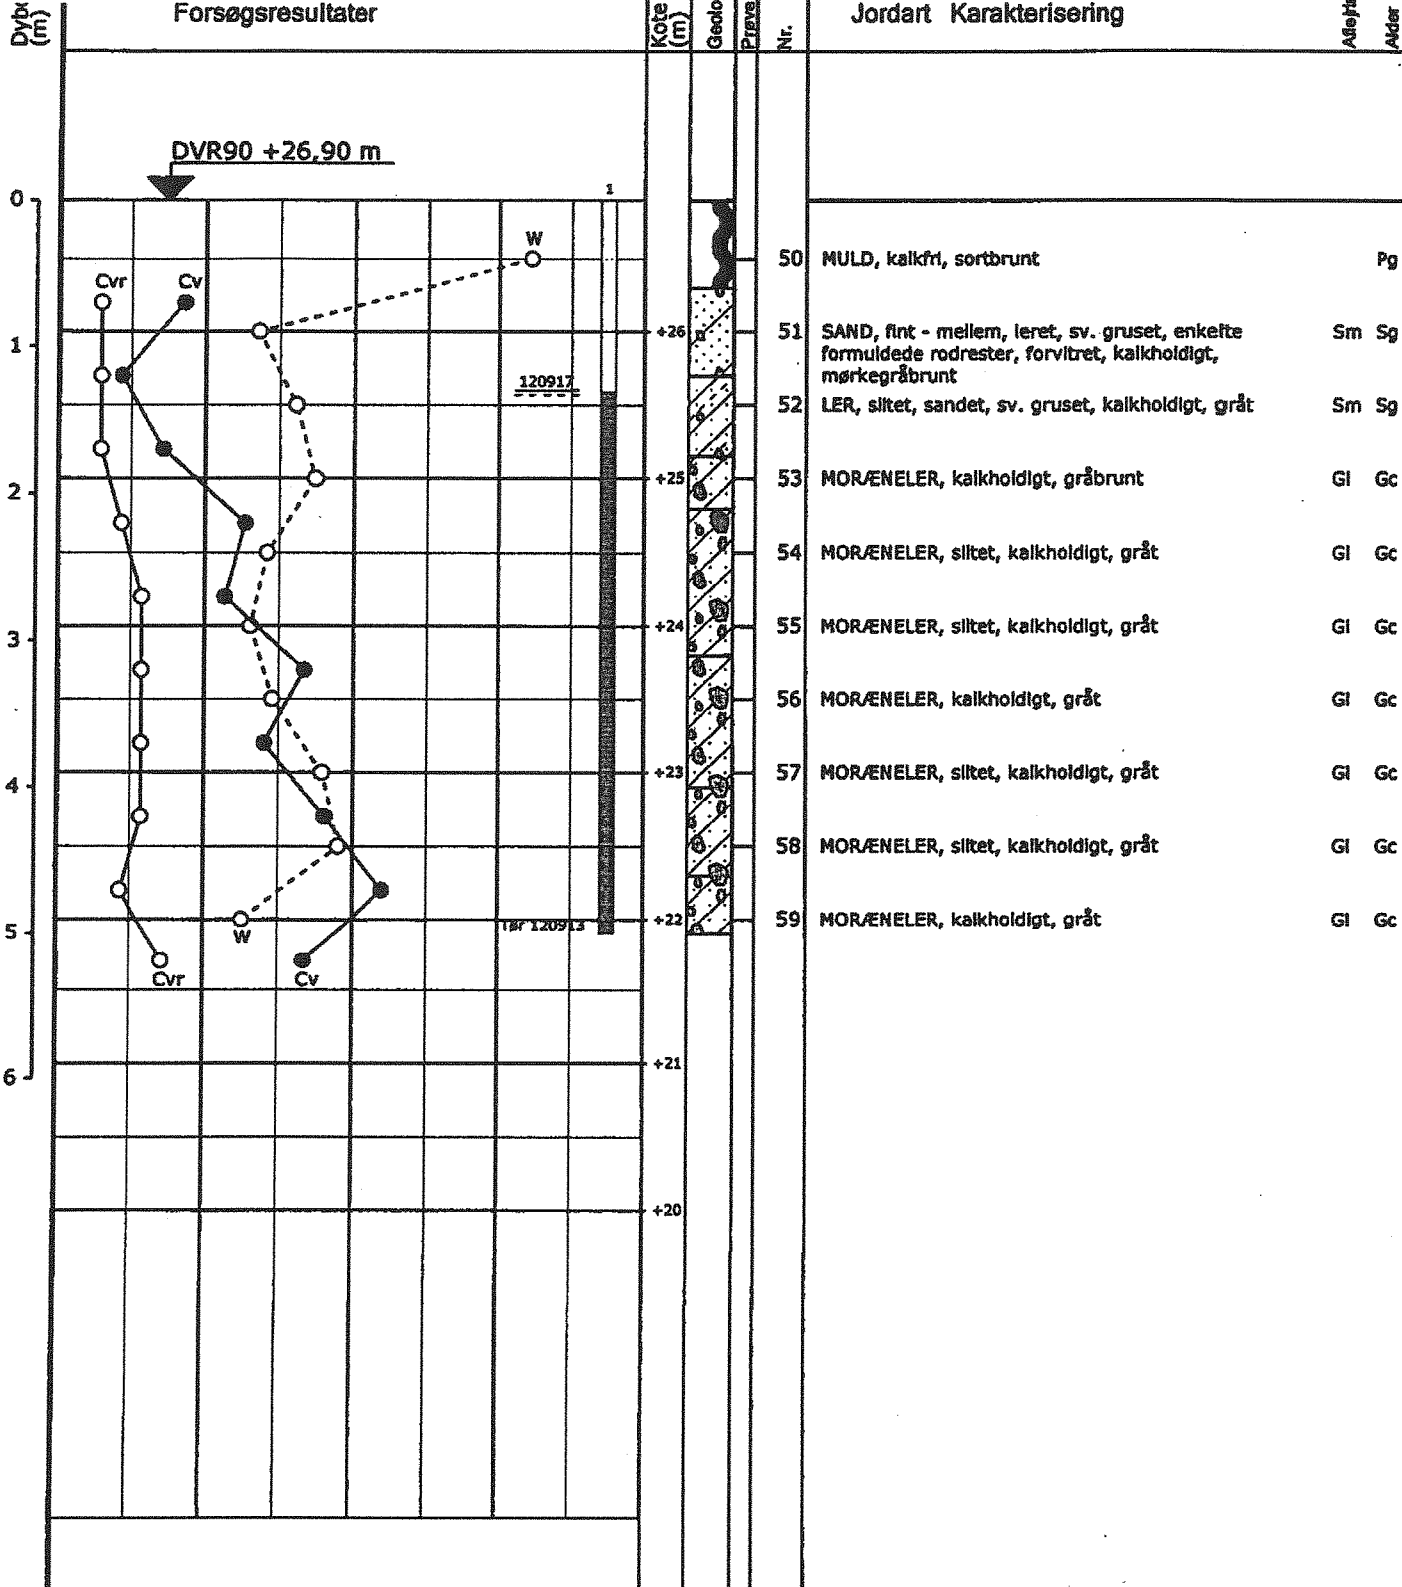 Forsøgsresultater
Kote (m)
Nr.
Jordart Karakterisering
Alder
(m)
DVR90 +26,90 m
0
1
W
50 MULD, kalkfri, sortbrunt Pg
Cvr Cv
1
+26
51 SAND, fint - mellem, leret, sv. gruset, enkelte Sm Sg
formuldede rodrester, forvitret, kalkholdigt,
mørkegråbrunt
120917
52 LER, siltet, sandet, sv. gruset, kalkholdigt, gråt Sm Sg
2
+25
53 MORÆNELER, kalkholdigt, gråbrunt Gl Gc
54 MORÆNELER, siltet, kalkholdigt, gråt Gl Gc
3
+24
55 MORÆNELER, siltet, kalkholdigt, gråt Gl Gc
56 MORÆNELER, kalkholdigt, gråt Gl Gc
4
+23
57 MORÆNELER, siltet, kalkholdigt, gråt Gl Gc
58 MORÆNELER, siltet, kalkholdigt, gråt Gl Gc
5
W
Tør 120913
+22
59 MORÆNELER, kalkholdigt, gråt Gl Gc
Cvr Cv
6
+21
+20